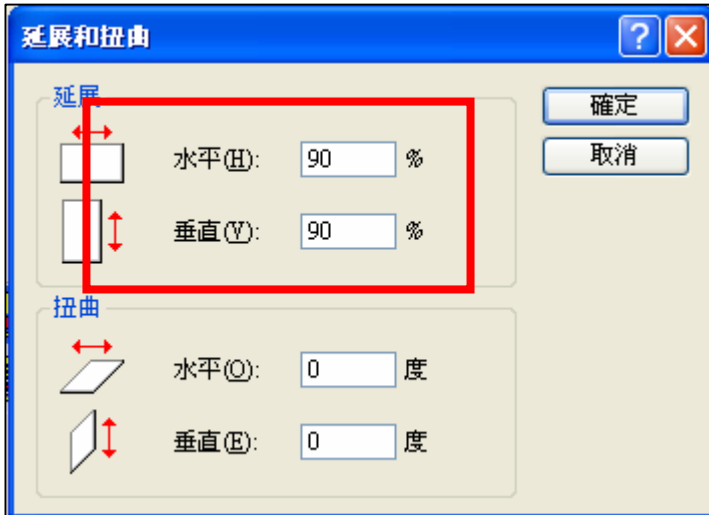 延展和扭曲
延展
水平(H): 90 %
垂直(V): 90 %
扭曲
水平(O): 0 度
垂直(E): 0 度
確定
取消